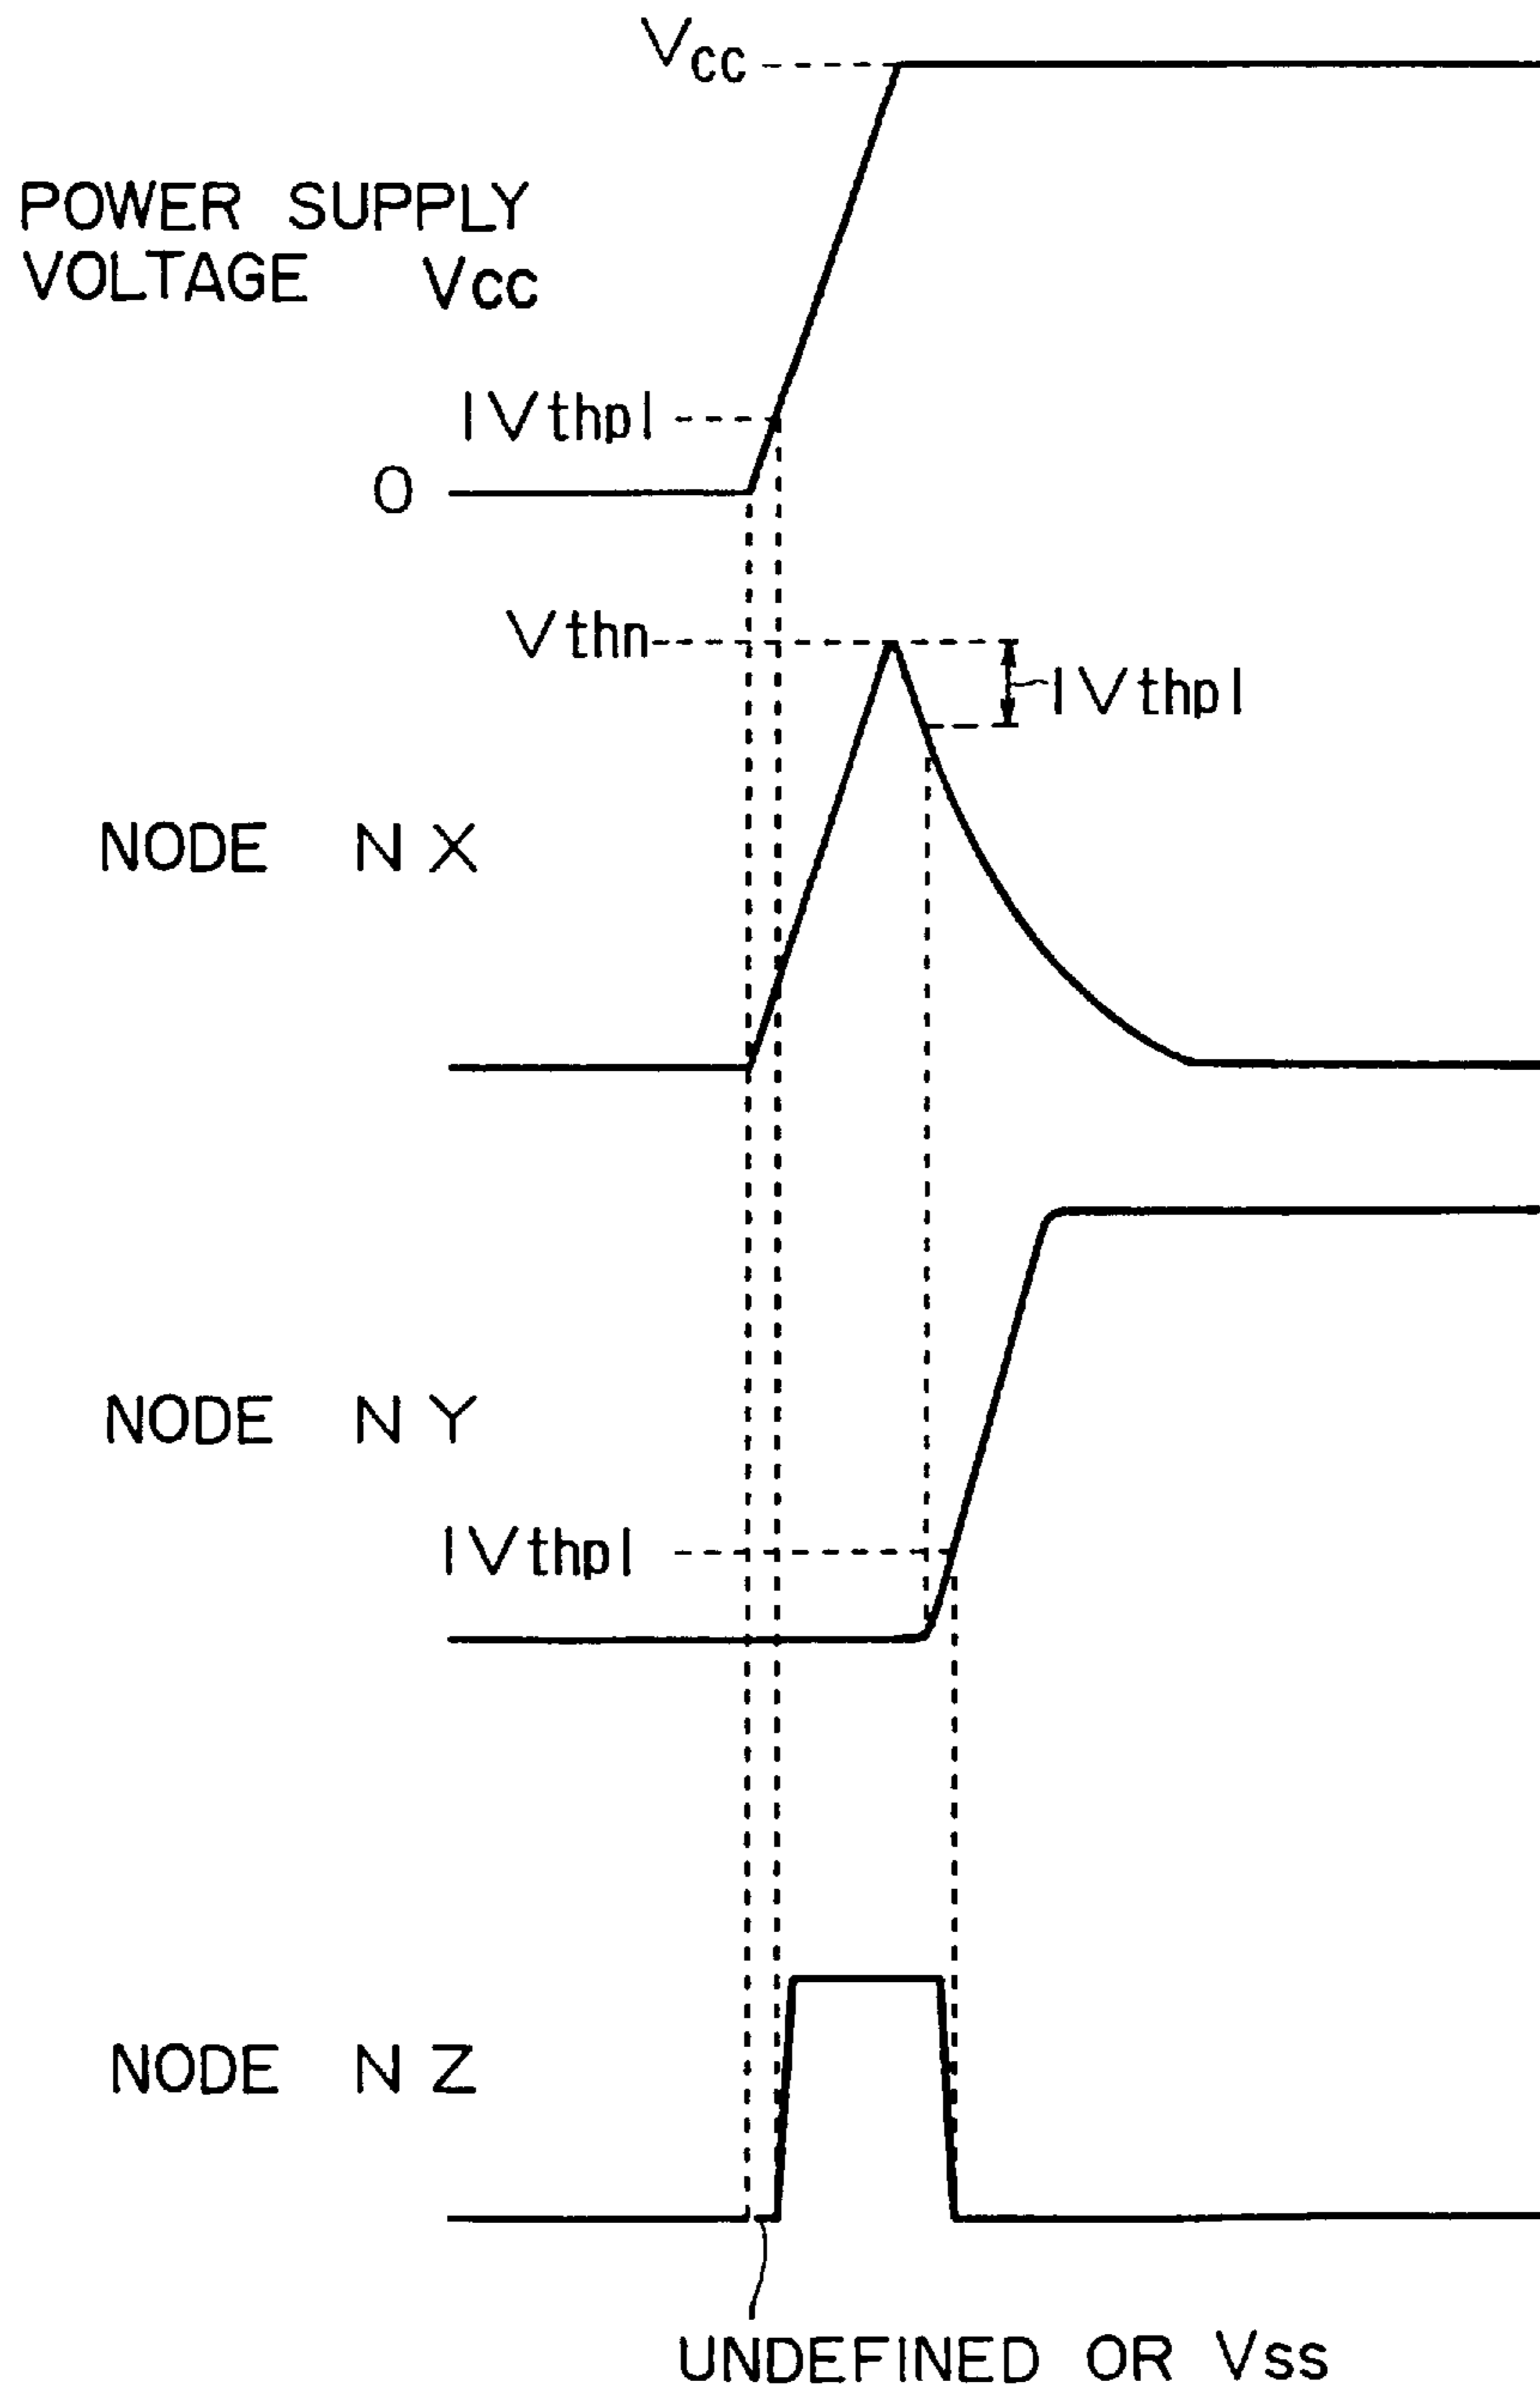 Vcc
POWER SUPPLY
VOLTAGE Vcc
|Vthp|
0
Vthn
|Vthp|
NODE NX
NODE NY
|Vthp|
NODE NZ
UNDEFINED OR Vss